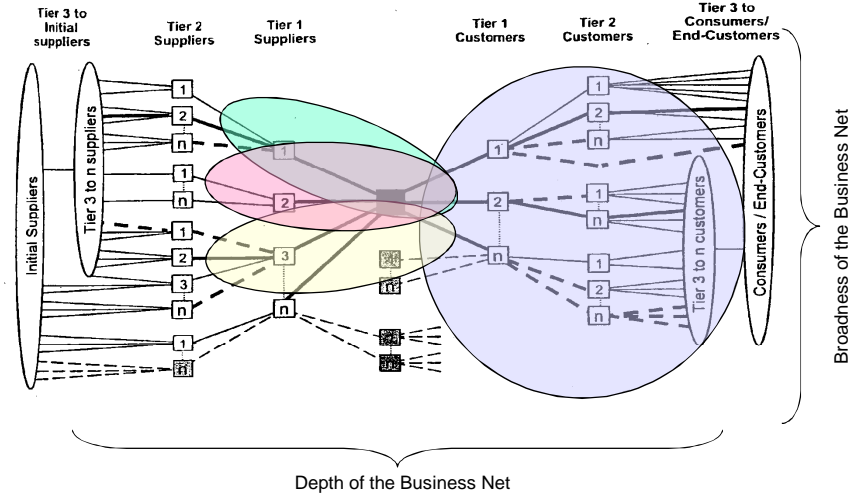 Tier 3 to
Initial
suppliers
Tier 2
Suppliers
Tier 1
Suppliers
Tier 1
Customers
Tier 2
Customers
Tier 3 to
Consumers/
End-Customers
Initial Suppliers
Tier 3 to n suppliers
1
2
n
1
n
1
2
3
n
1
n
1
2
3
n
n
1
2
n
1
2
n
1
n
1
2
n
Tier 3 to n customers
Consumers / End-Customers
Broadness of the Business Net
Depth of the Business Net